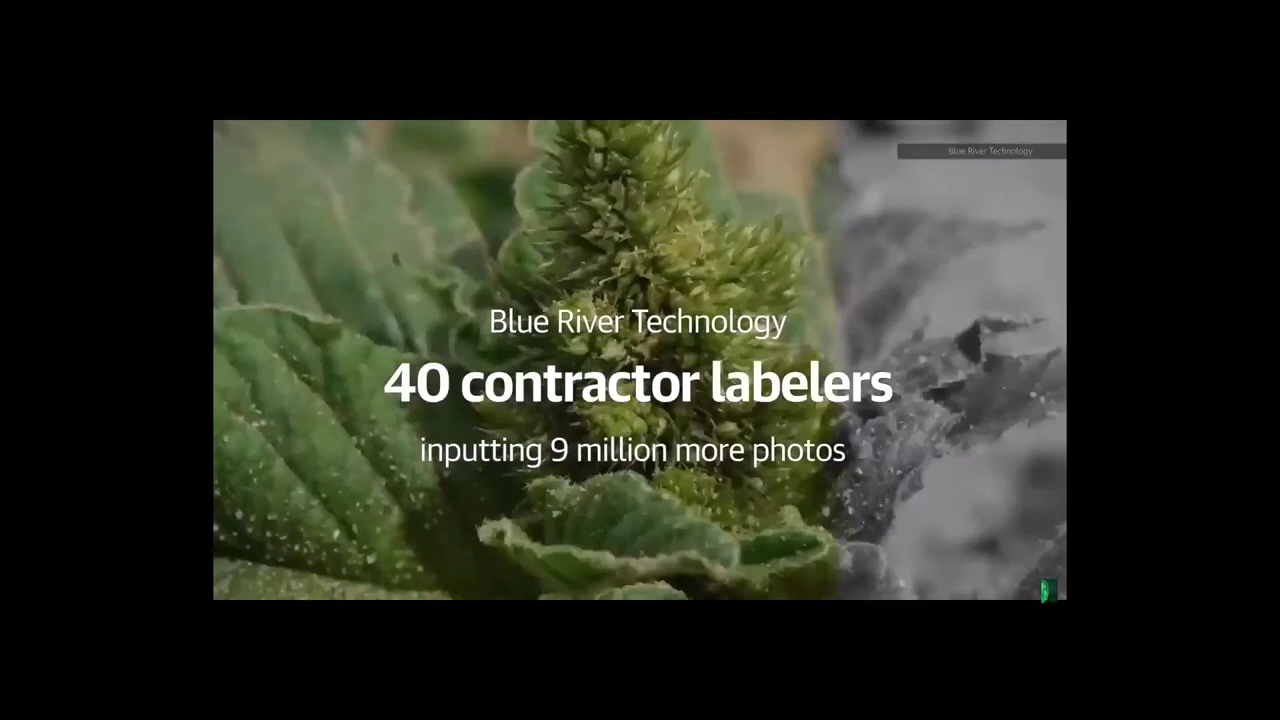 Blue River Technology
Blue River Technology
40 contractor labelers
inputting 9 million more photos